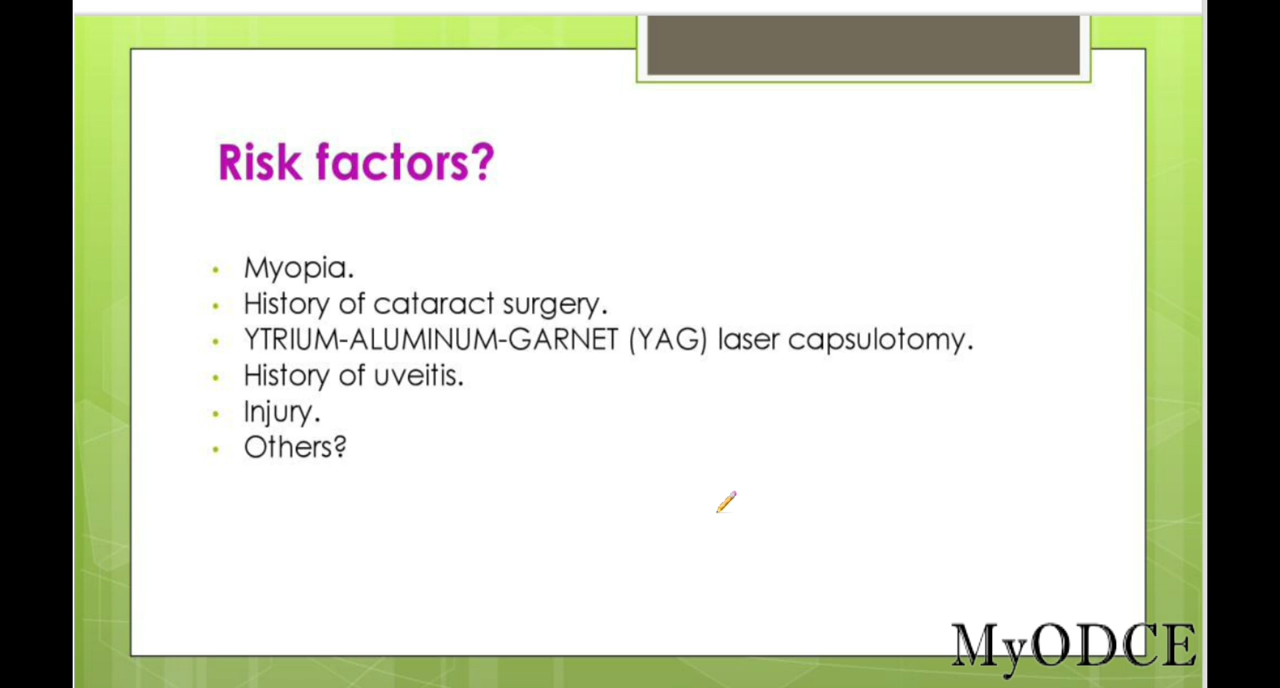 Risk factors?
• Myopia.
• History of cataract surgery.
• YTRIUM-ALUMINUM-GARNET (YAG) laser capsulotomy.
• History of uveitis.
• Injury.
• Others?
MyODCE